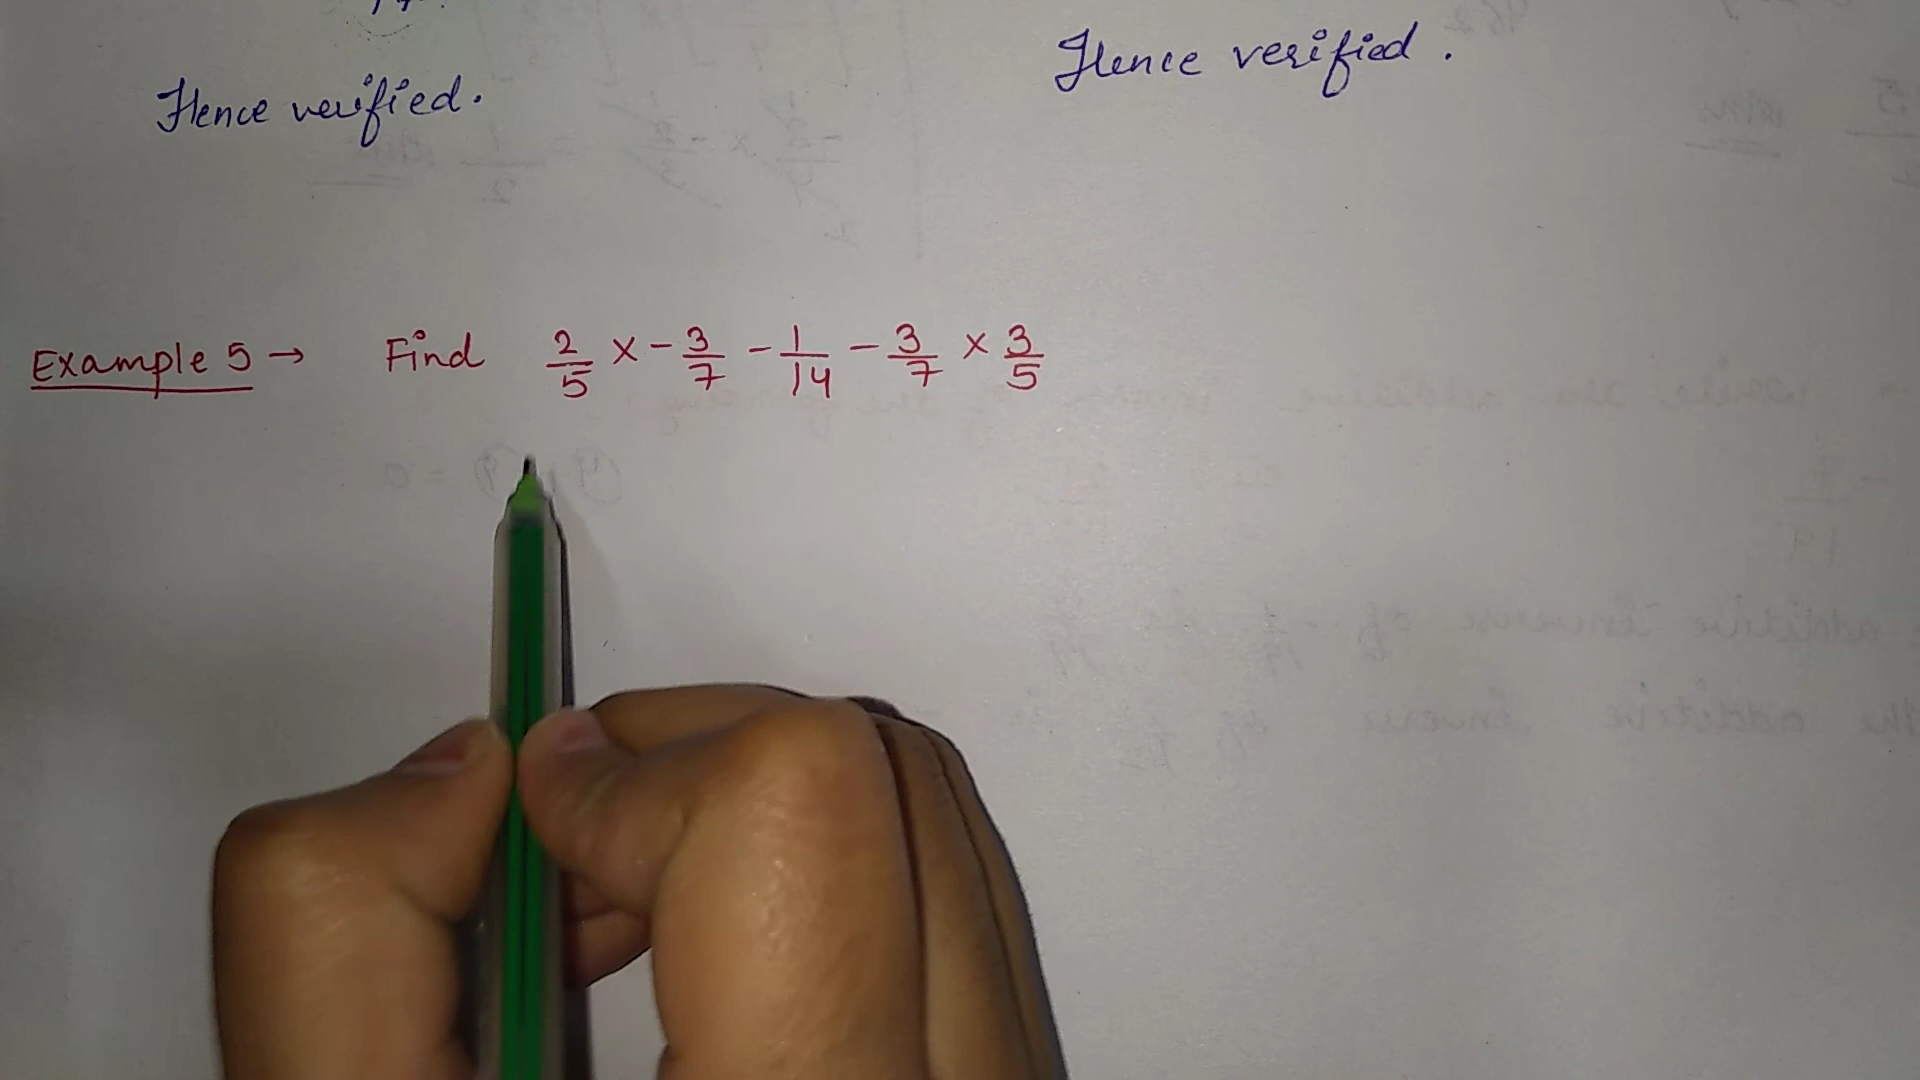 Hence verified.
Hence verified.
Example 5 → Find 2/5 × -3/7 - 1/14 - 3/7 × 3/5